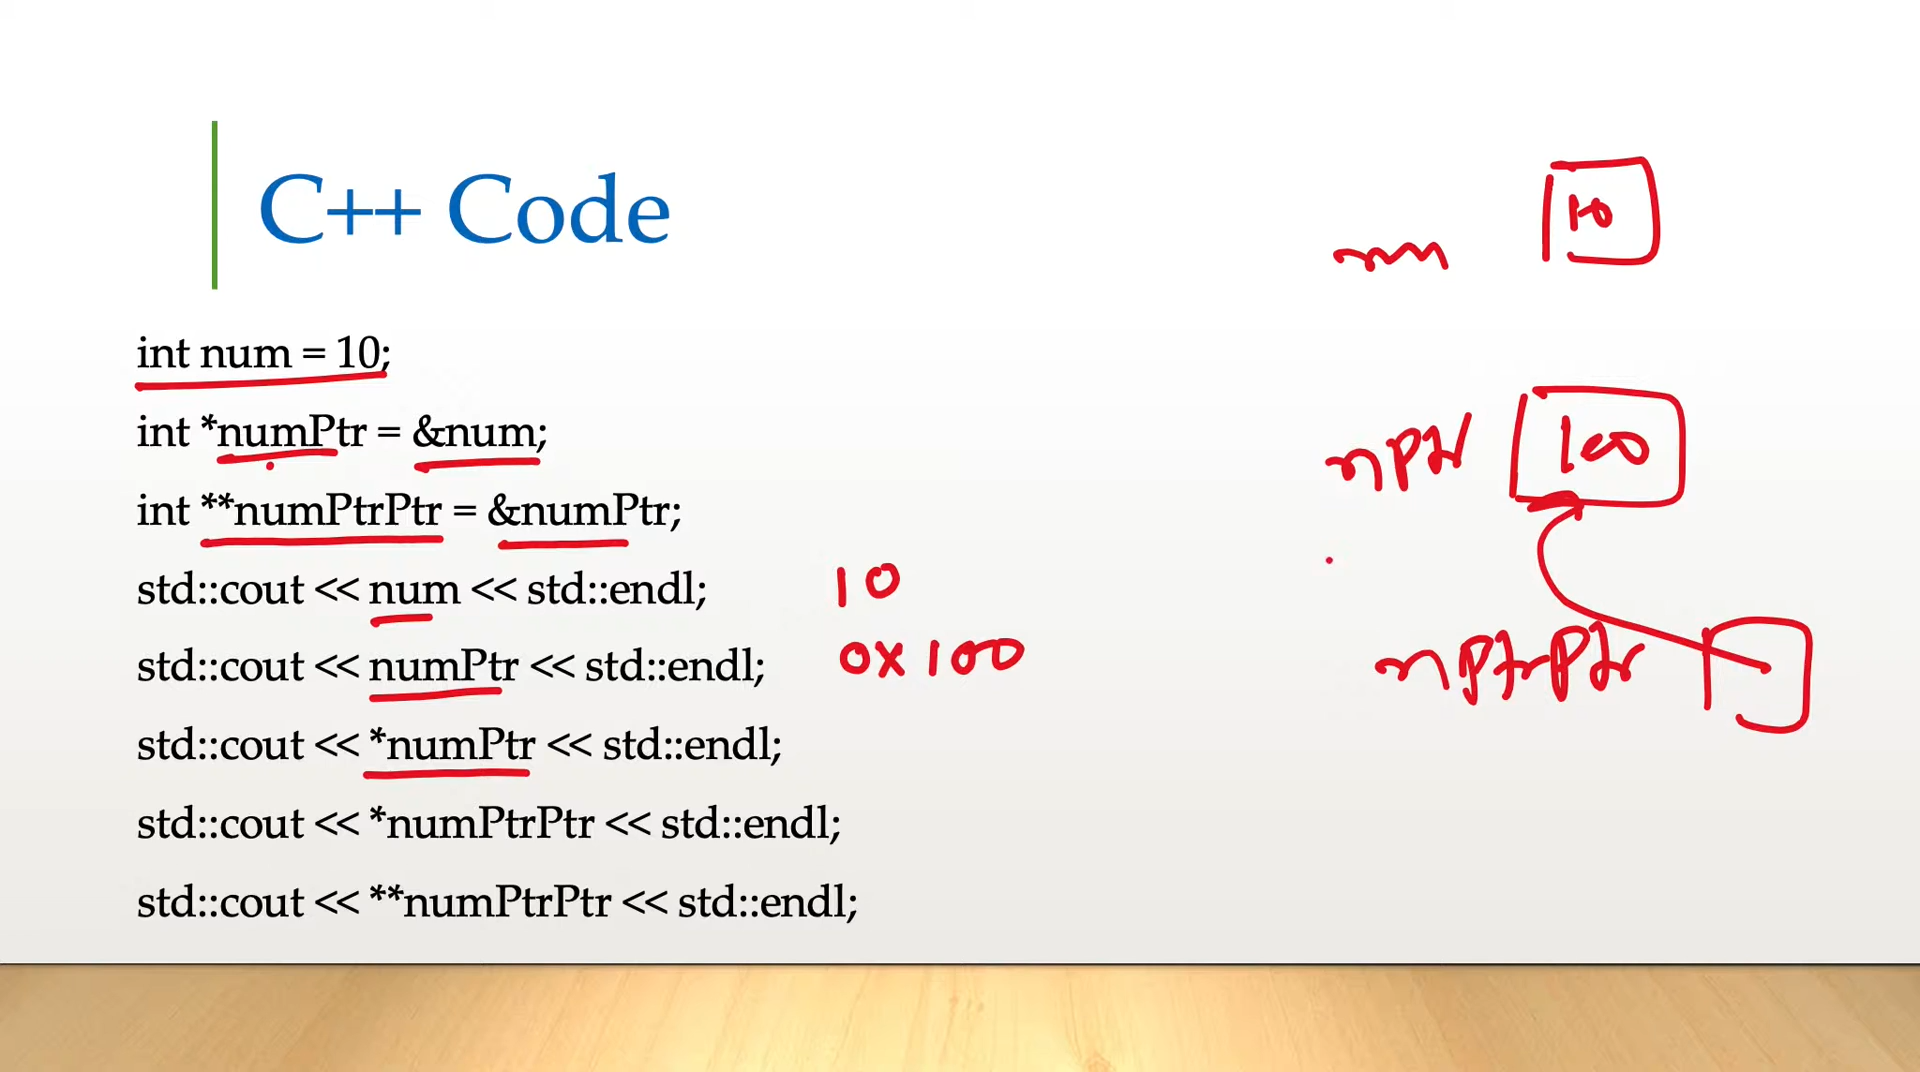 C++ Code
int num = 10;
int *numPtr = &num;
int **numPtrPtr = &numPtr;
std::cout << num << std::endl;
std::cout << numPtr << std::endl;
std::cout << *numPtr << std::endl;
std::cout << *numPtrPtr << std::endl;
std::cout << **numPtrPtr << std::endl;
10
0x100
10
nptr
100
nptrptr